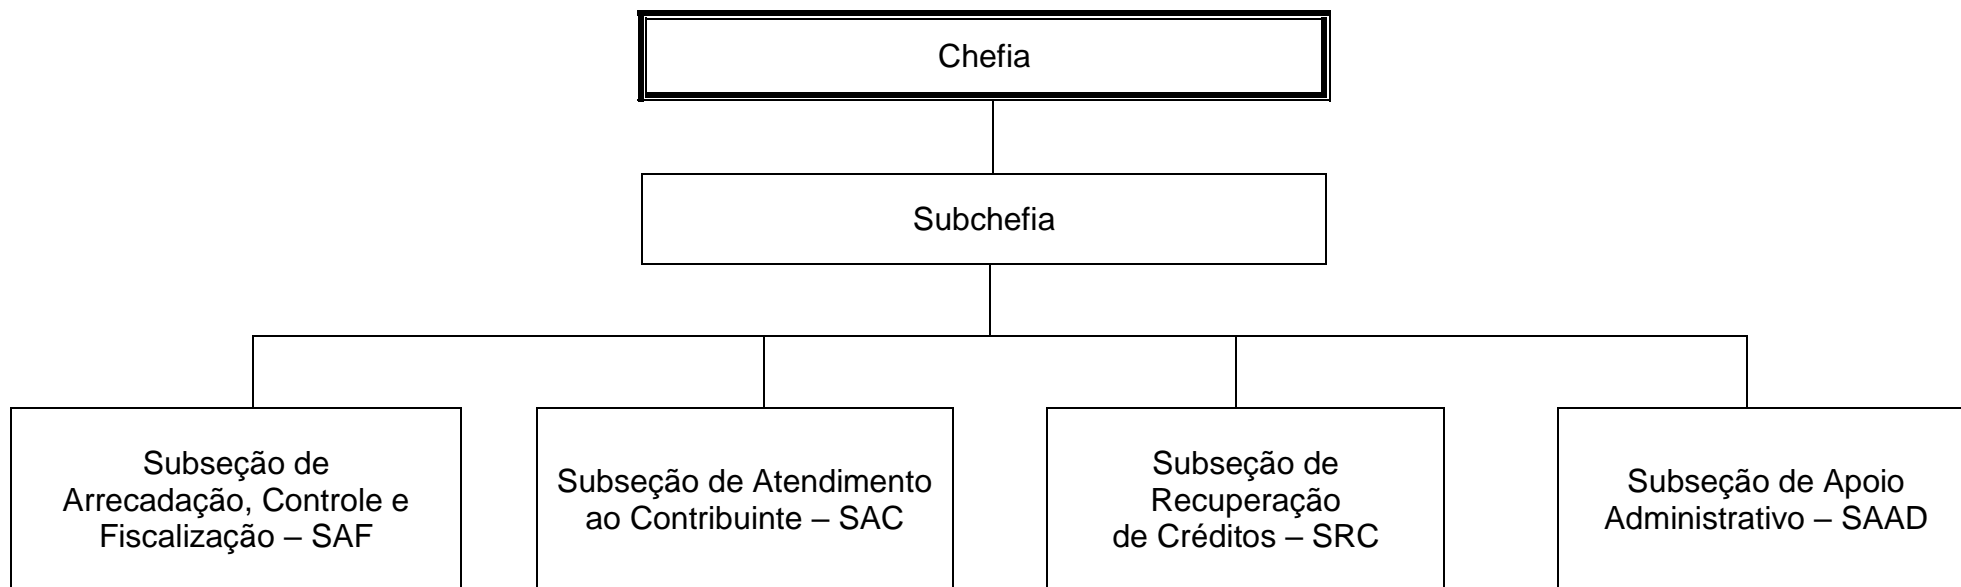 Chefia
Subchefia
Subseção de
Arrecadação, Controle e
Fiscalização – SAF
Subseção de Atendimento
ao Contribuinte – SAC
Subseção de
Recuperação
de Créditos – SRC
Subseção de Apoio
Administrativo – SAAD